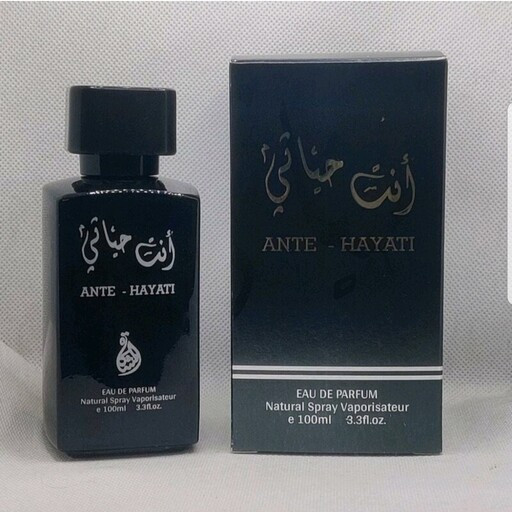 أنت حياتي
ANTE - HAYATI
EAU DE PARFUM
Natural Spray Vaporisateur
e 100ml 3.3fl.oz.
أنت حياتي
ANTE - HAYATI
EAU DE PARFUM
Natural Spray Vaporisateur
e 100ml 3.3fl.oz.